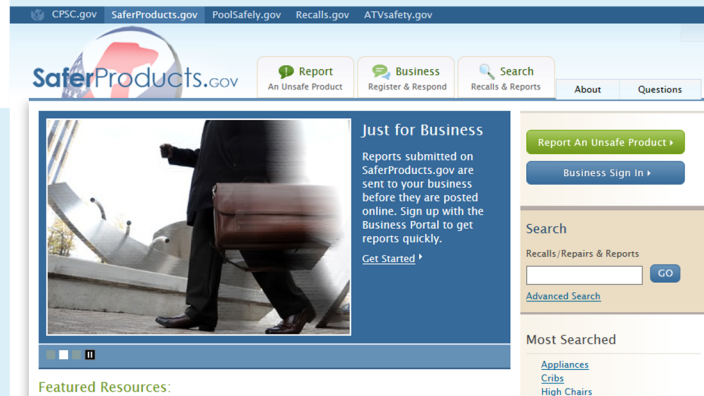 CPSC.gov SaferProducts.gov PoolSafely.gov Recalls.gov ATVsafety.gov
SaferProducts.GOV
Report
An Unsafe Product
Business
Register & Respond
Search
Recalls & Reports
About
Questions
Just for Business
Reports submitted on
SaferProducts.gov are
sent to your business
before they are posted
online. Sign up with the
Business Portal to get
reports quickly.
Get Started
Report An Unsafe Product
Business Sign In
Search
Recalls/Repairs & Reports
GO
Advanced Search
Most Searched
Appliances
Cribs
High Chairs
Featured Resources: